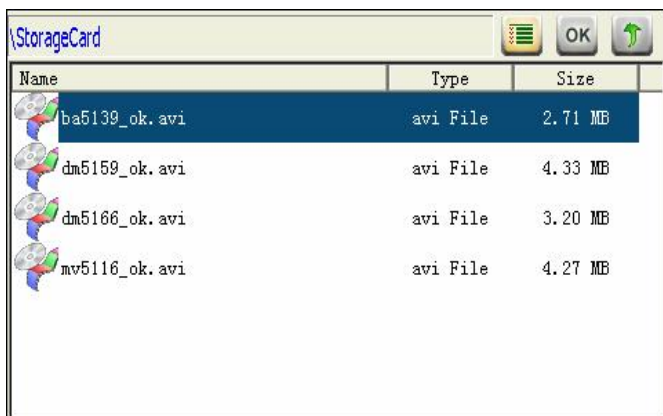 \StorageCard OK
Name Type Size
ba5139_ok.avi avi File 2.71 MB
dm5159_ok.avi avi File 4.33 MB
dm5166_ok.avi avi File 3.20 MB
mv5116_ok.avi avi File 4.27 MB